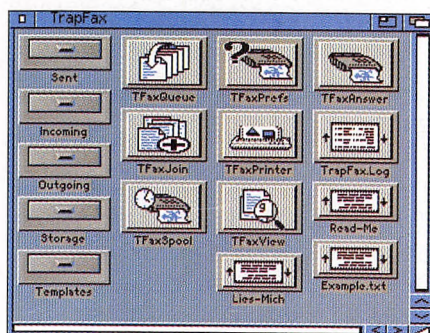 TrapFax
Sent
TFaxQueue
TFaxPrefs
TFaxAnswer
Incoming
TFaxJoin
TFaxPrinter
TrapFax.Log
Outgoing
Storage
TFaxSpool
TFaxView
Read-Me
Templates
Lies-Mich
Example.txt